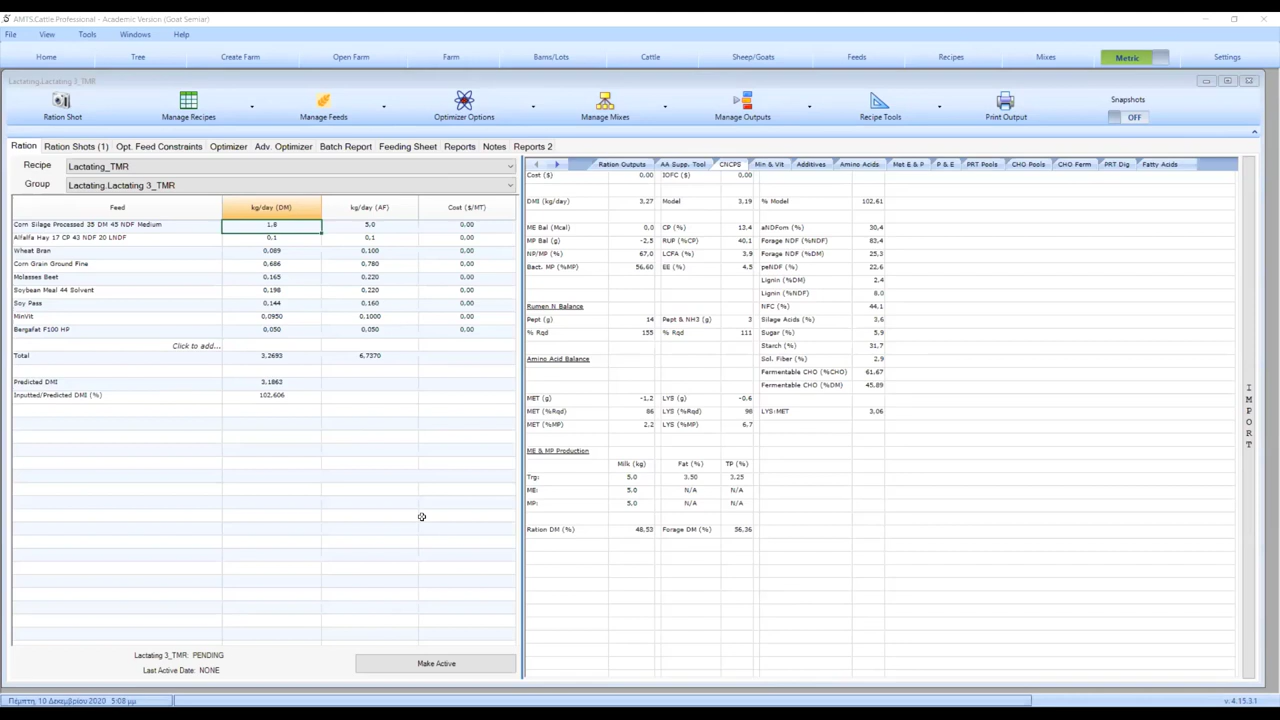 AMTS.Cattle.Professional - Academic Version (Goat Semiar)
File View Tools Windows Help
Home Tree Create Farm Open Farm Farm Barns/Lots Cattle Sheep/Goats Feeds Recipes Mixes Metric Settings
Lactating.Lactating 3_TMR
Ration Shot Manage Recipes Manage Feeds Optimizer Options Manage Mixes Manage Outputs Recipe Tools Print Output Snapshots OFF
Ration Ration Shots (1) Opt. Feed Constraints Optimizer Adv. Optimizer Batch Report Feeding Sheet Reports Notes Reports 2
Recipe Lactating_TMR
Group Lactating.Lactating 3_TMR
Feed kg/day (DM) kg/day (AF) Cost ($/MT)
Corn Silage Processed 35 DM 45 NDF Medium 1,8 5.0 0.00
Alfalfa Hay 17 CP 43 NDF 20 LNDF 0,1 0,1 0.00
Wheat Bran 0,089 0,100 0.00
Corn Grain Ground Fine 0,686 0,780 0.00
Molasses Beet 0,165 0,220 0.00
Soybean Meal 44 Solvent 0,198 0,220 0.00
Soy Pass 0,144 0,160 0.00
MinVit 0,0950 0,1000 0.00
Bergafat F100 HP 0,050 0,050 0.00
Click to add...
Total 3,2693 6,7370
Predicted DMI 3,1863
Inputted/Predicted DMI (%) 102,606
Lactating 3_TMR: PENDING
Last Active Date: NONE
Make Active
Ration Outputs AA Supp. Tool CNCPS Min & Vit Additives Amino Acids Met E & P P & E PRT Pools CHO Pools CHO Ferm PRT Dig Fatty Acids
Cost ($) 0.00 IOFC ($) 0.00
DMI (kg/day) 3,27 Model 3,19 % Model 102,61
ME Bal (Mcal) 0,0 CP (%) 13,4 aNDFom (%) 30,4
MP Bal (g) -2,5 RUP (%CP) 40,1 Forage NDF (%NDF) 83,4
NP/MP (%) 67,0 LCFA (%) 3,9 Forage NDF (%DM) 25,3
Bact. MP (%MP) 56,60 EE (%) 4,5 peNDF (%) 22,6
Lignin (%DM) 2,4
Lignin (%NDF) 8,0
Rumen N Balance NFC (%) 44,1
Pept (g) 14 Pept & NH3 (g) 3 Silage Acids (%) 3,6
% Rqd 155 % Rqd 111 Sugar (%) 5,9
Starch (%) 31,7
Amino Acid Balance Sol. Fiber (%) 2,9
Fermentable CHO (%CHO) 61,67
Fermentable CHO (%DM) 45,89
MET (g) -1,2 LYS (g) -0,6
MET (%Rqd) 86 LYS (%Rqd) 98 LYS:MET 3,06
MET (%MP) 2,2 LYS (%MP) 6,7
ME & MP Production
Milk (kg) Fat (%) TP (%)
Trg: 5,0 3,50 3,25
ME: 5,0 N/A N/A
MP: 5,0 N/A N/A
Ration DM (%) 48,53 Forage DM (%) 56,36
I
M
P
O
R
T
Πέμπτη, 10 Δεκεμβρίου 2020 5:08 μμ v: 4.15.3.1